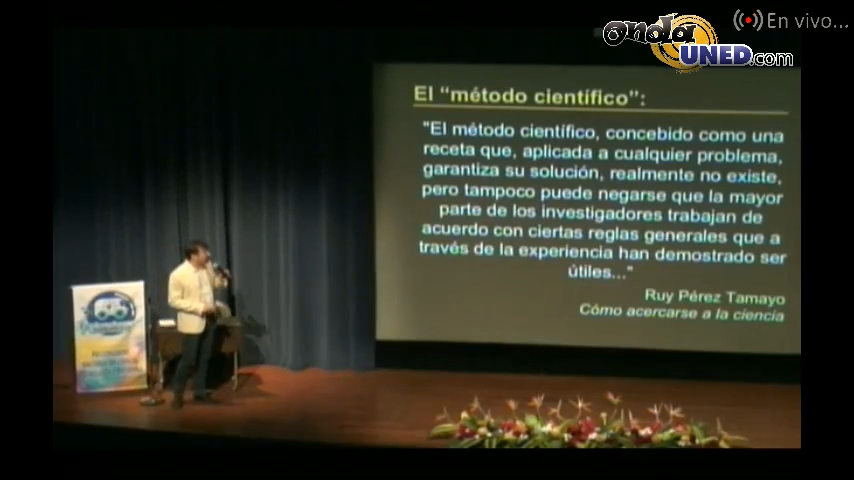 onda
UNED.com
En vivo...
El “método científico”:
"El método científico, concebido como una
receta que, aplicada a cualquier problema,
garantiza su solución, realmente no existe,
pero tampoco puede negarse que la mayor
parte de los investigadores trabajan de
acuerdo con ciertas reglas generales que a
través de la experiencia han demostrado ser
útiles..."
Ruy Pérez Tamayo
Cómo acercarse a la ciencia